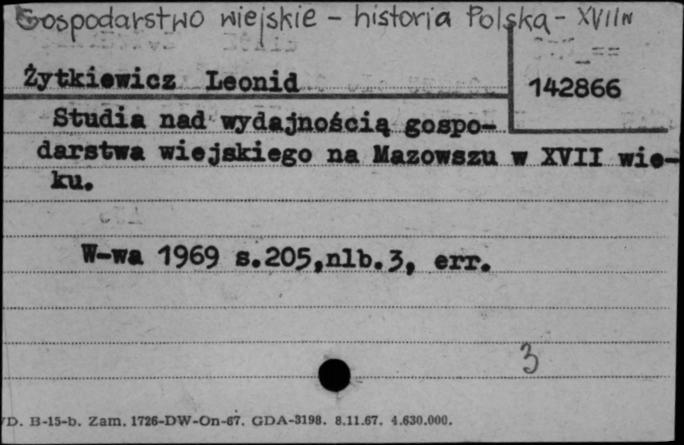 Gospodarstwo wiejskie - historia Polska - XVII w
Żytkiewicz Leonid
142866
Studia nad wydajnością gospo-
darstwa wiejskiego na Mazowszu w XVII wie-
ku.
W-wa 1969 s.205,nlb.3, err.
3
D. B-15-b. Zam. 1726-DW-On-67. GDA-3198. 8.11.67. 4.630.000.